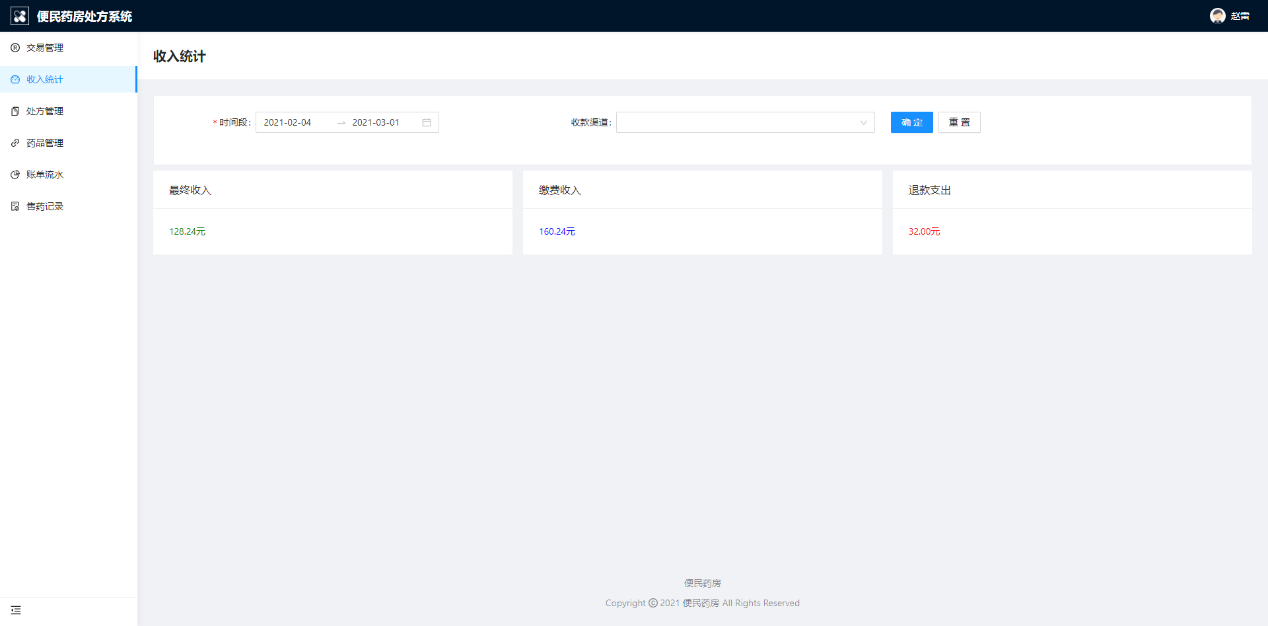 便民药房处方系统
赵雷
交易管理
收入统计
处方管理
药品管理
账单流水
售药记录
收入统计
* 时间段: 2021-02-04 → 2021-03-01 收款渠道: 确 定 重 置
最终收入
128.24元
缴费收入
160.24元
退款支出
32.00元
便民药房
Copyright © 2021 便民药房 All Rights Reserved